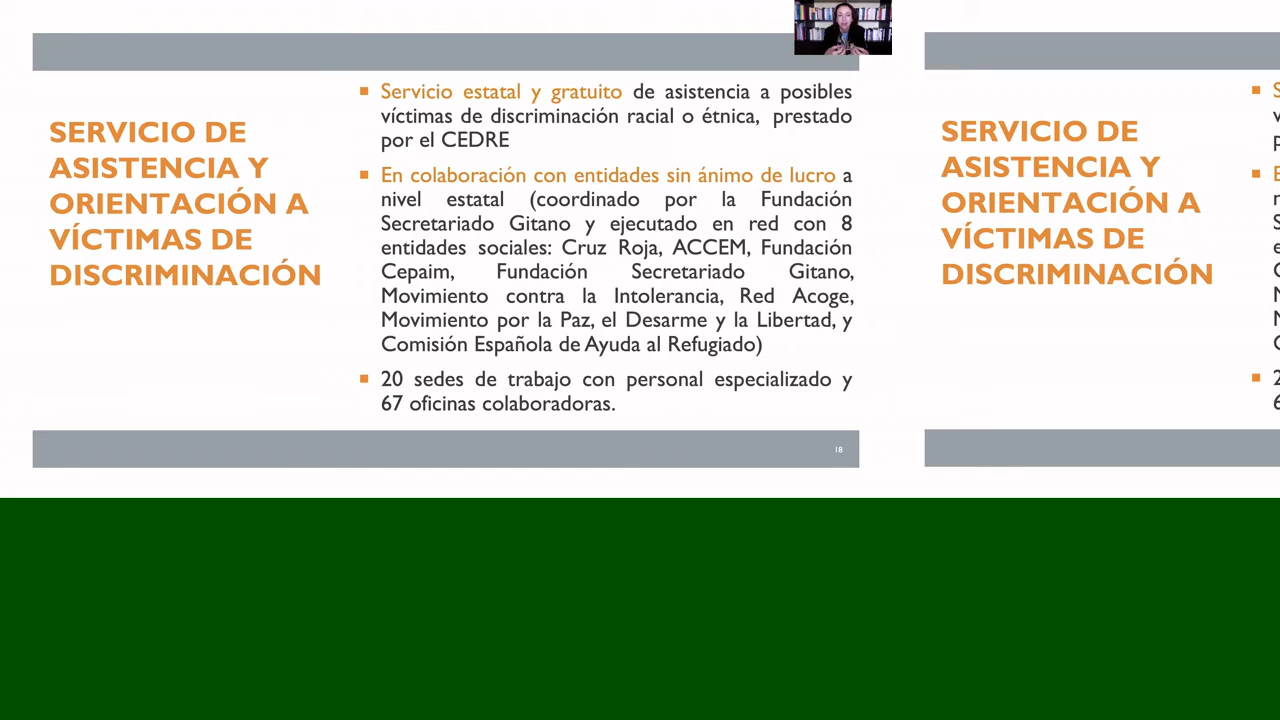 SERVICIO DE
ASISTENCIA Y
ORIENTACIÓN A
VÍCTIMAS DE
DISCRIMINACIÓN
▪ Servicio estatal y gratuito de asistencia a posibles
víctimas de discriminación racial o étnica, prestado
por el CEDRE
▪ En colaboración con entidades sin ánimo de lucro a
nivel estatal (coordinado por la Fundación
Secretariado Gitano y ejecutado en red con 8
entidades sociales: Cruz Roja, ACCEM, Fundación
Cepaim, Fundación Secretariado Gitano,
Movimiento contra la Intolerancia, Red Acoge,
Movimiento por la Paz, el Desarme y la Libertad, y
Comisión Española de Ayuda al Refugiado)
▪ 20 sedes de trabajo con personal especializado y
67 oficinas colaboradoras.
18
SERVICIO DE
ASISTENCIA Y
ORIENTACIÓN A
VÍCTIMAS DE
DISCRIMINACIÓN